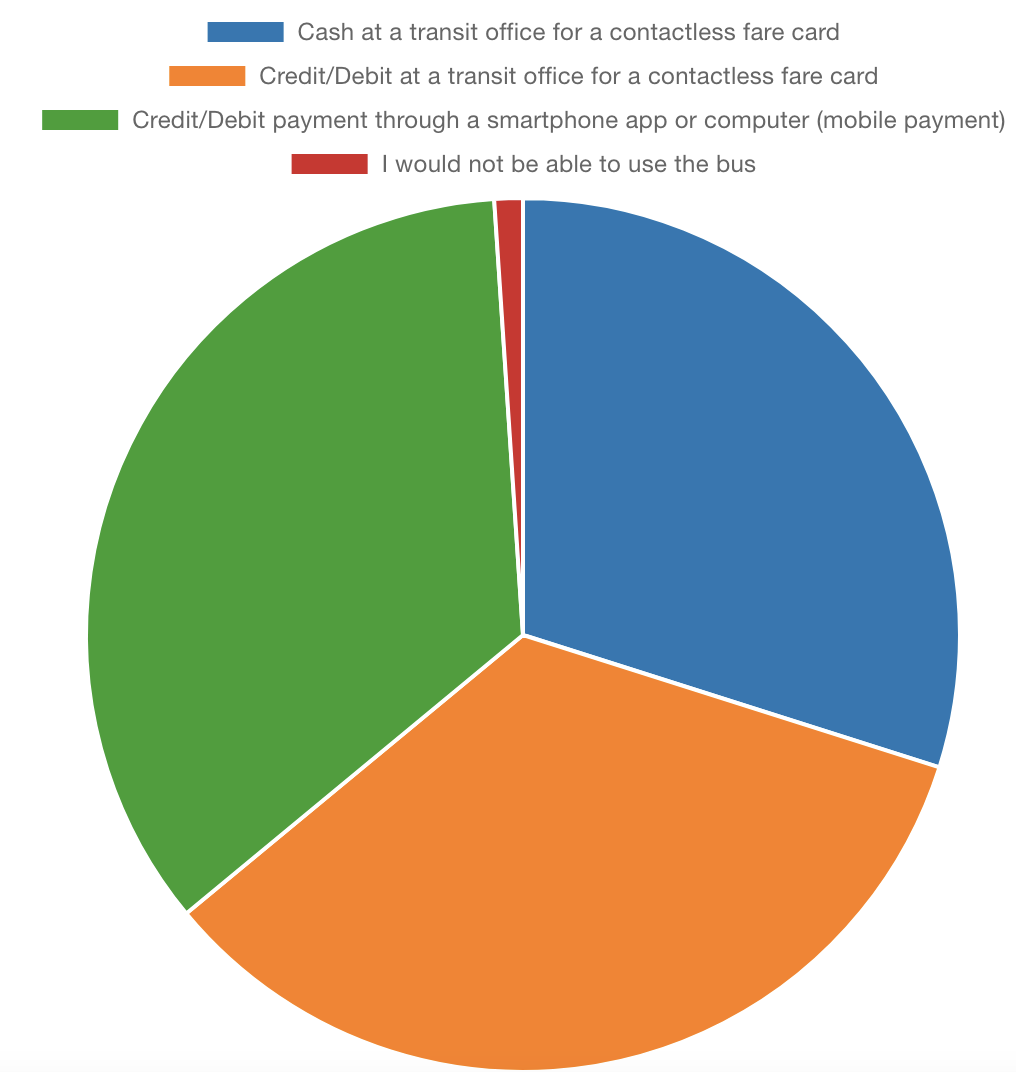 Cash at a transit office for a contactless fare card
Credit/Debit at a transit office for a contactless fare card
Credit/Debit payment through a smartphone app or computer (mobile payment)
I would not be able to use the bus